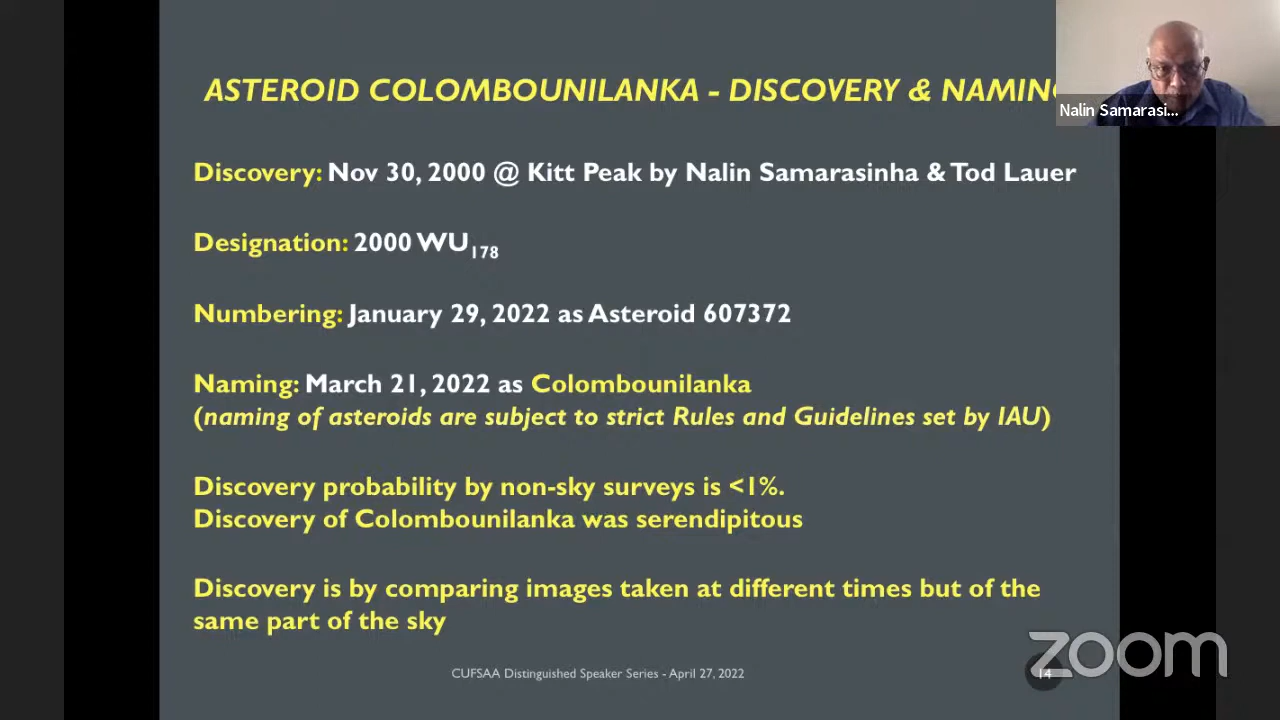 ASTEROID COLOMBOUNILANKA - DISCOVERY & NAMING
Nalin Samarasi...
Discovery: Nov 30, 2000 @ Kitt Peak by Nalin Samarasinha & Tod Lauer
Designation: 2000 WU178
Numbering: January 29, 2022 as Asteroid 607372
Naming: March 21, 2022 as Colombounilanka
(naming of asteroids are subject to strict Rules and Guidelines set by IAU)
Discovery probability by non-sky surveys is <1%.
Discovery of Colombounilanka was serendipitous
Discovery is by comparing images taken at different times but of the
same part of the sky
zoom
CUFSAA Distinguished Speaker Series - April 27, 2022
14